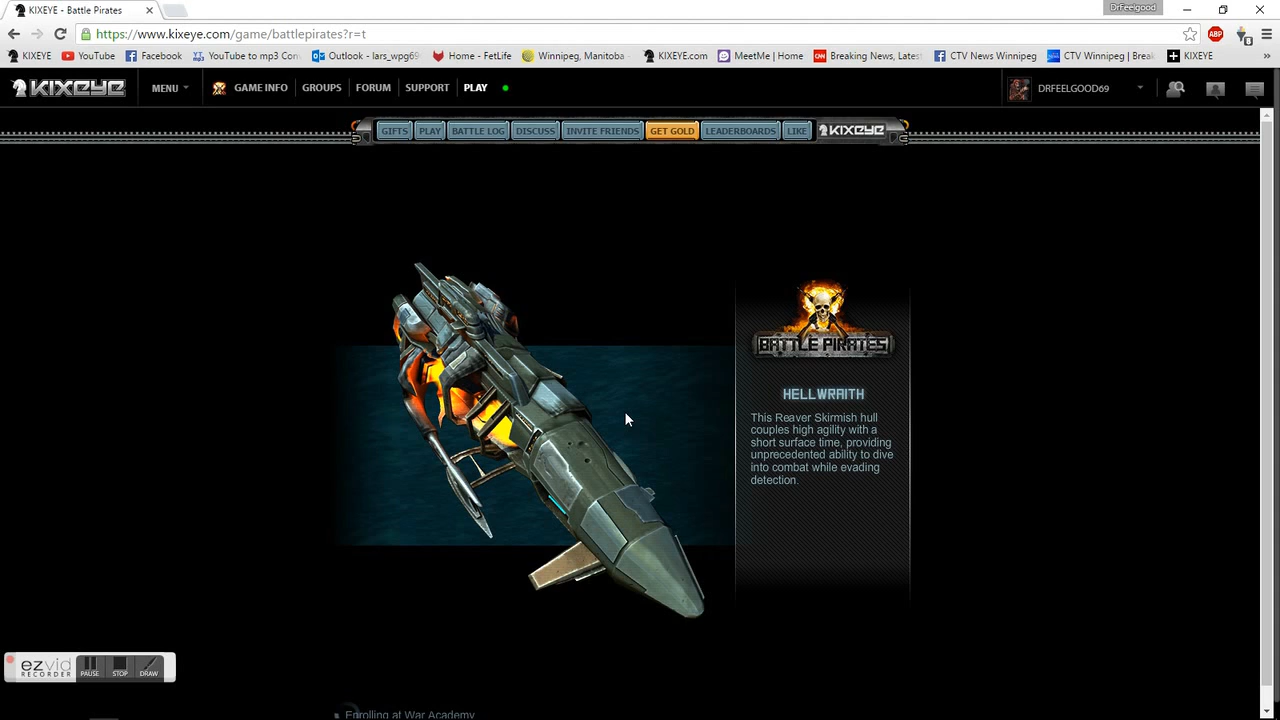 KIXEYE - Battle Pirates
DrFeelgood
https://www.kixeye.com/game/battlepirates?r=t
ABP
KIXEYE
YouTube
Facebook
YouTube to mp3 Con
Outlook - lars_wpg69
Home - FetLife
Winnipeg, Manitoba
KIXEYE.com
MeetMe | Home
Breaking News, Latest
CTV News Winnipeg
CTV Winnipeg | Break
KIXEYE
KIXEYE
MENU
GAME INFO
GROUPS
FORUM
SUPPORT
PLAY
DRFEELGOOD69
GIFTS
PLAY
BATTLE LOG
DISCUSS
INVITE FRIENDS
GET GOLD
LEADERBOARDS
LIKE
KIXEYE
BATTLE PIRATES
HELLWRAITH
This Reaver Skirmish hull
couples high agility with a
short surface time, providing
unprecedented ability to dive
into combat while evading
detection.
ezvid
RECORDER
PAUSE
STOP
DRAW
Enrolling at War Academy